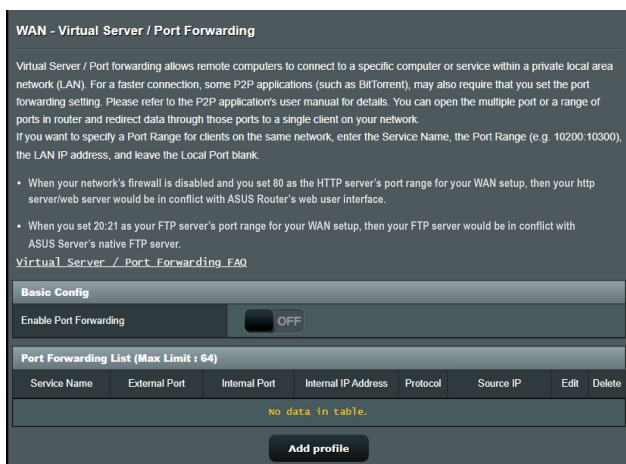 WAN - Virtual Server / Port Forwarding
Virtual Server / Port forwarding allows remote computers to connect to a specific computer or service within a private local area
network (LAN). For a faster connection, some P2P applications (such as BitTorrent), may also require that you set the port
forwarding setting. Please refer to the P2P application's user manual for details. You can open the multiple port or a range of
ports in router and redirect data through those ports to a single client on your network.
If you want to specify a Port Range for clients on the same network, enter the Service Name, the Port Range (e.g. 10200:10300),
the LAN IP address, and leave the Local Port blank.
• When your network's firewall is disabled and you set 80 as the HTTP server's port range for your WAN setup, then your http
server/web server would be in conflict with ASUS Router's web user interface.
• When you set 20:21 as your FTP server's port range for your WAN setup, then your FTP server would be in conflict with
ASUS Server's native FTP server.
Virtual Server / Port Forwarding FAQ
Basic Config
Enable Port Forwarding OFF
Port Forwarding List (Max Limit : 64)
Service Name External Port Internal Port Internal IP Address Protocol Source IP Edit Delete
No data in table.
Add profile